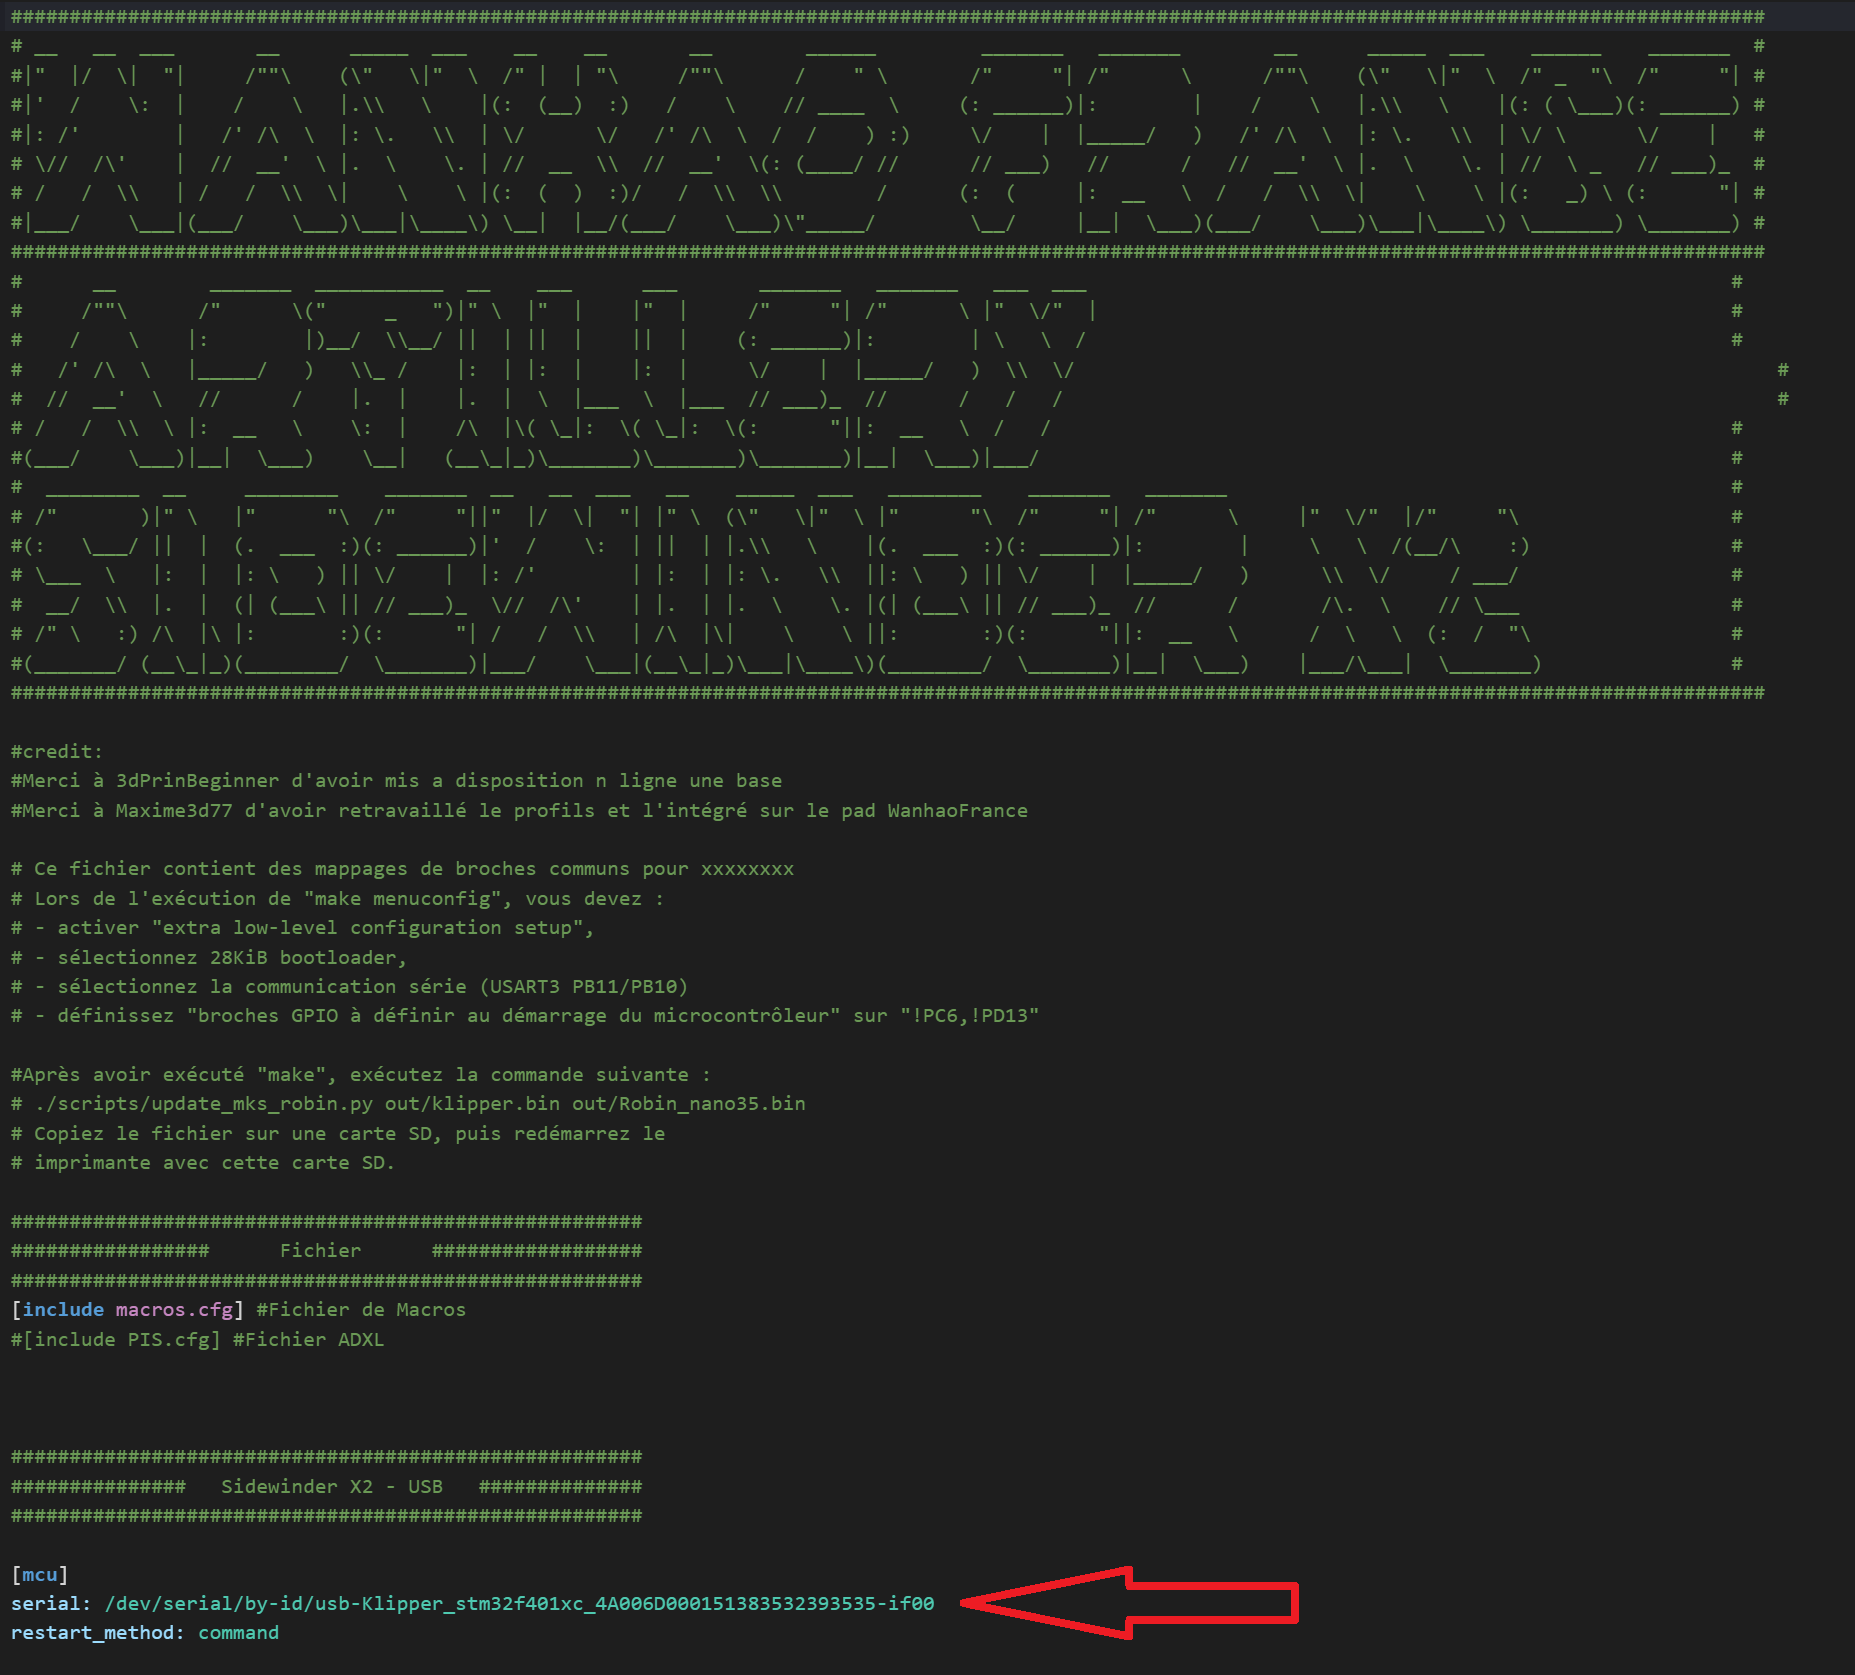 WANHAO FRANCE
ARTILLERY
SIDEWINDER X2
#credit:
#Merci à 3dPrinBeginner d'avoir mis a disposition n ligne une base
#Merci à Maxime3d77 d'avoir retravaillé le profils et l'intégré sur le pad WanhaoFrance
# Ce fichier contient des mappages de broches communs pour xxxxxxxx
# Lors de l'exécution de "make menuconfig", vous devez :
# - activer "extra low-level configuration setup",
# - sélectionnez 28KiB bootloader,
# - sélectionnez la communication série (USART3 PB11/PB10)
# - définissez "broches GPIO à définir au démarrage du microcontrôleur" sur "!PC6,!PD13"
#Après avoir exécuté "make", exécutez la commande suivante :
# ./scripts/update_mks_robin.py out/klipper.bin out/Robin_nano35.bin
# Copiez le fichier sur une carte SD, puis redémarrez le
# imprimante avec cette carte SD.
######################################################
#################      Fichier      ##################
######################################################
[include macros.cfg] #Fichier de Macros
#[include PIS.cfg] #Fichier ADXL
######################################################
###############   Sidewinder X2 - USB   ##############
######################################################
[mcu]
serial: /dev/serial/by-id/usb-Klipper_stm32f401xc_4A006D000151383532393535-if00
restart_method: command